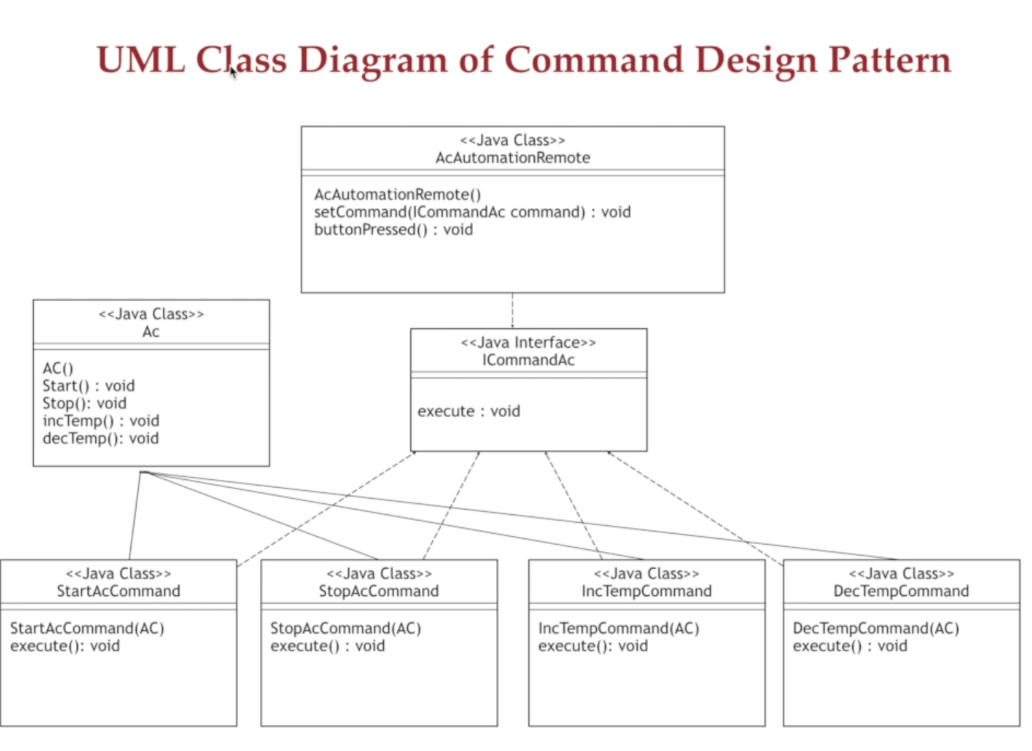 UML Class Diagram of Command Design Pattern
<<Java Class>>
AcAutomationRemote
AcAutomationRemote()
setCommand(ICommandAc command) : void
buttonPressed() : void
<<Java Class>>
Ac
AC()
Start() : void
Stop(): void
incTemp() : void
decTemp(): void
<<Java Interface>>
ICommandAc
execute : void
<<Java Class>>
StartAcCommand
StartAcCommand(AC)
execute(): void
<<Java Class>>
StopAcCommand
StopAcCommand(AC)
execute() : void
<<Java Class>>
IncTempCommand
IncTempCommand(AC)
execute(): void
<<Java Class>>
DecTempCommand
DecTempCommand(AC)
execute() : void